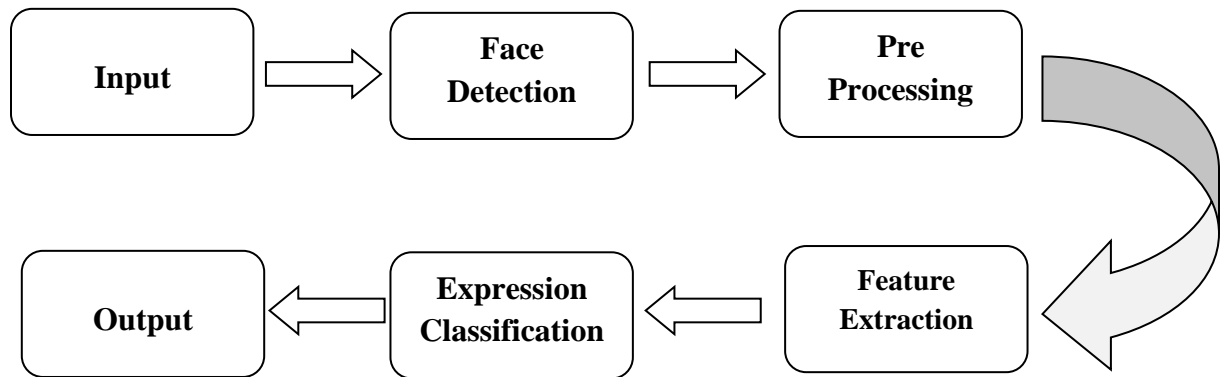 Input
Face
Detection
Pre
Processing
Feature
Extraction
Expression
Classification
Output